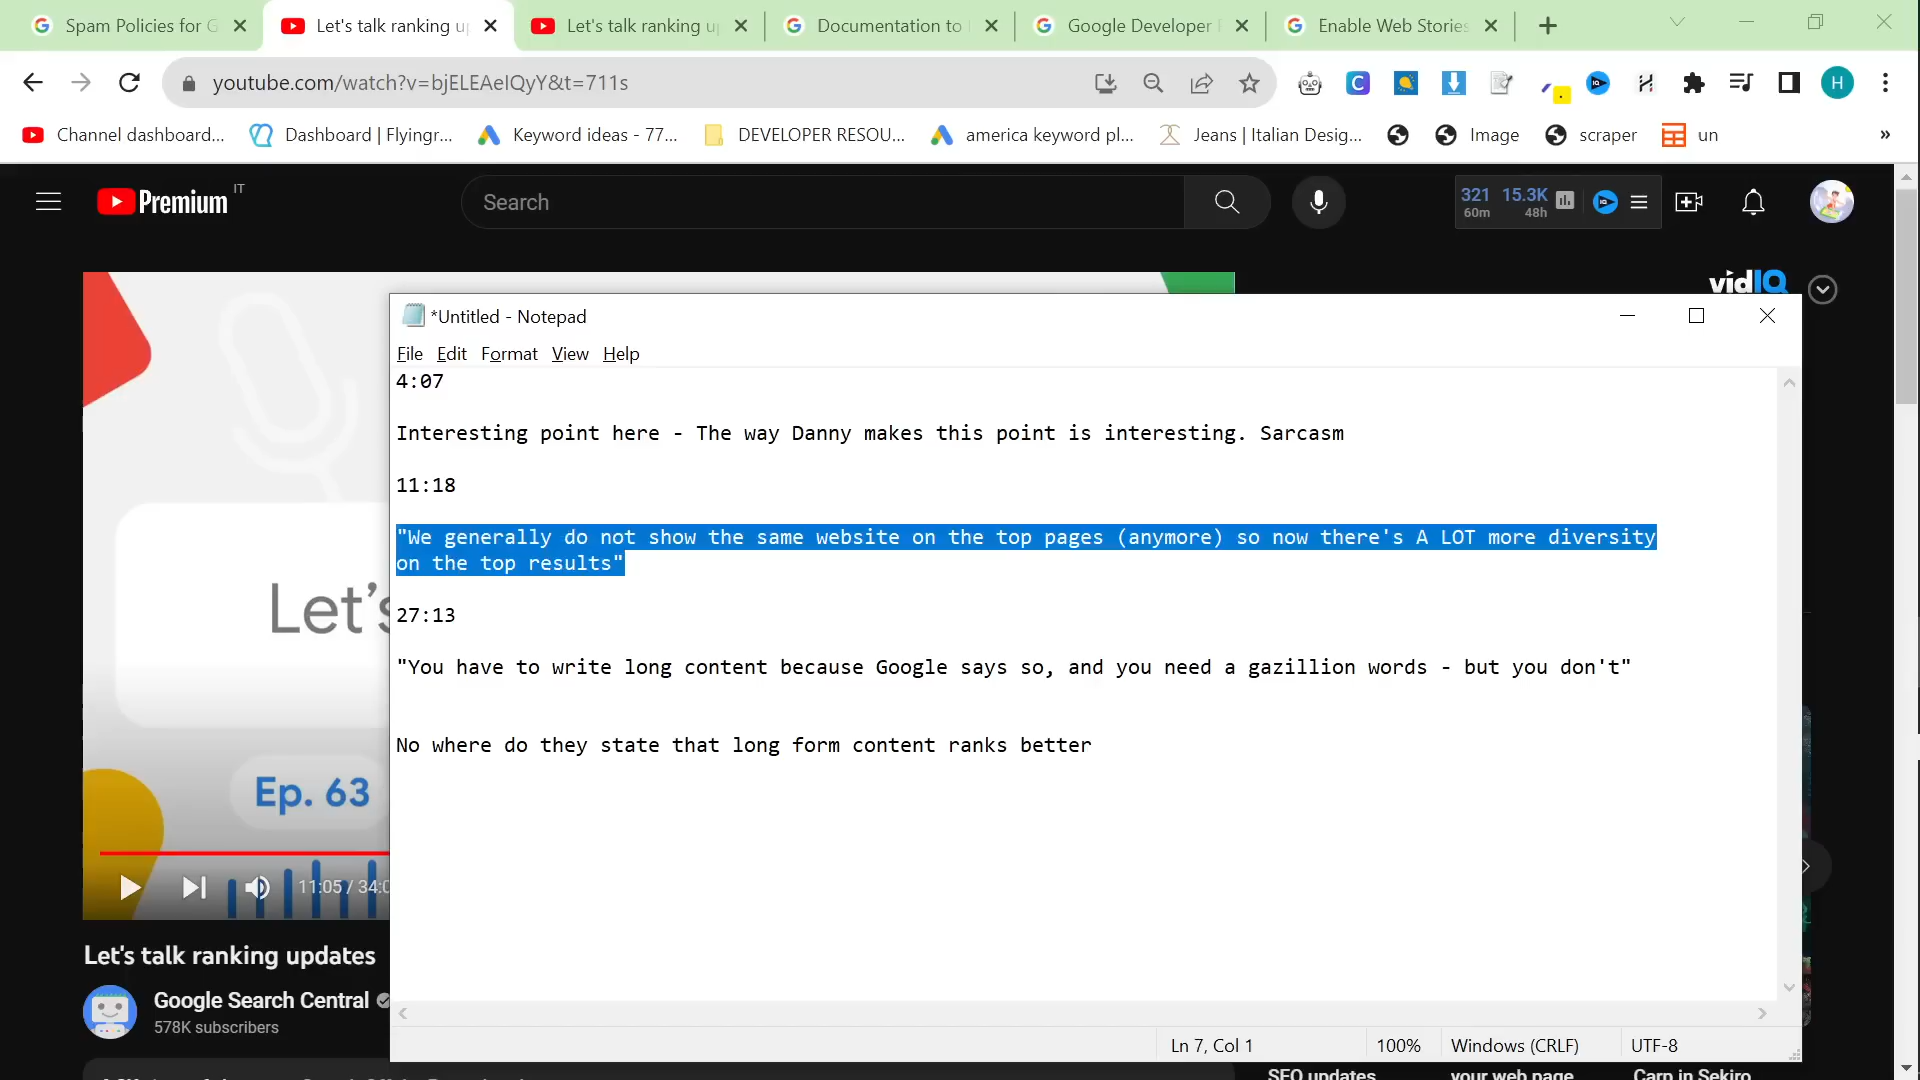 Spam Policies for G
Let's talk ranking up
Let's talk ranking up
Documentation to
Google Developer
Enable Web Stories
youtube.com/watch?v=bjELEAeIQyY&t=711s
Channel dashboard...
Dashboard | Flyingr...
Keyword ideas - 77...
DEVELOPER RESOU...
america keyword pl...
Jeans | Italian Desig...
Image
scraper
un
»
Premium IT
Search
321 15.3K
60m 48h
vidIQ
*Untitled - Notepad
File Edit Format View Help
4:07
Interesting point here - The way Danny makes this point is interesting. Sarcasm
11:18
"We generally do not show the same website on the top pages (anymore) so now there's A LOT more diversity
on the top results"
27:13
"You have to write long content because Google says so, and you need a gazillion words - but you don't"
No where do they state that long form content ranks better
Let's
Ep. 63
11:05 / 34:0
Let's talk ranking updates
Google Search Central
578K subscribers
Ln 7, Col 1
100%
Windows (CRLF)
UTF-8
SEO updates
your web page
Carp in Sekiro